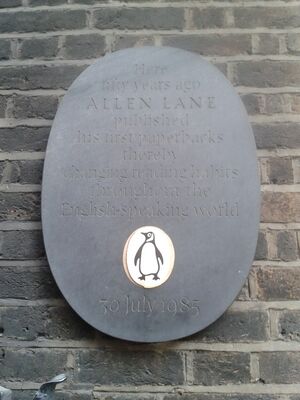 Here
fifty years ago
ALLEN LANE
published
his first paperbacks
thereby
changing reading habits
throughout the
English-speaking world
30 July 1985